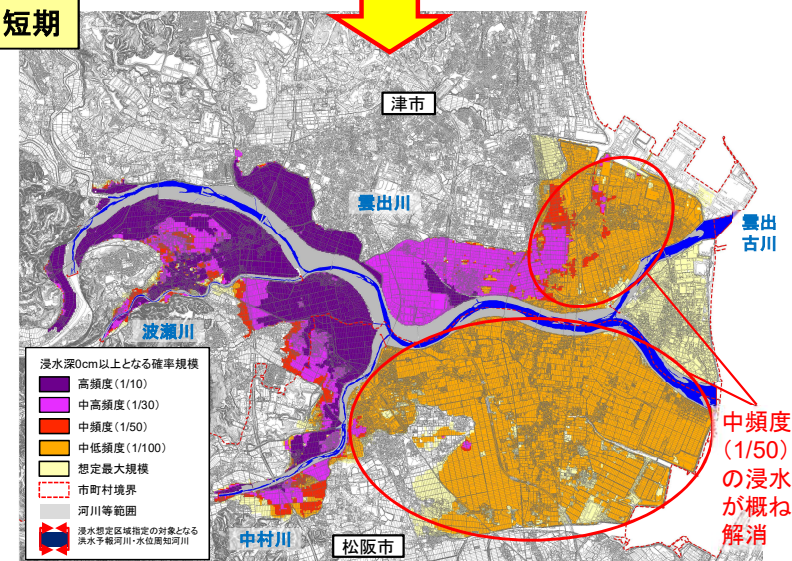 短期
津市
雲出川
雲出
古川
波瀬川
浸水深0cm以上となる確率規模
高頻度(1/10)
中高頻度(1/30)
中頻度(1/50)
中低頻度(1/100)
想定最大規模
市町村境界
河川等範囲
浸水想定区域指定の対象となる
洪水予報河川・水位周知河川
中村川
松阪市
中頻度
(1/50)
の浸水
が概ね
解消